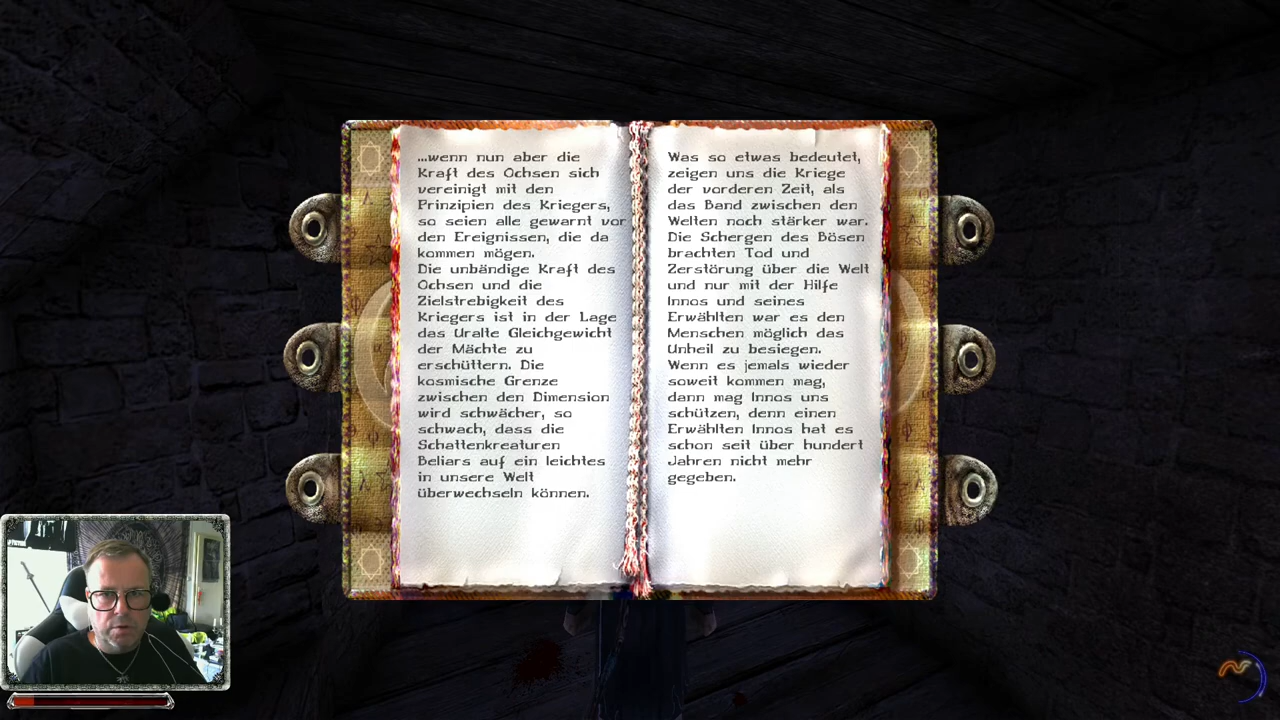 ...wenn nun aber die
Kraft des Ochsen sich
vereinigt mit den
Prinzipien des Kriegers,
so seien alle gewarnt vor
den Ereignissen, die da
kommen mögen.
Die unbändige Kraft des
Ochsen und die
Zielstrebigkeit des
Kriegers ist in der Lage
das Uralte Gleichgewicht
der Mächte zu
erschüttern. Die
kosmische Grenze
zwischen den Dimension
wird schwächer, so
schwach, dass die
Schattenkreaturen
Beliars auf ein leichtes
in unsere Welt
überwechseln können.
Was so etwas bedeutet,
zeigen uns die Kriege
der vorderen Zeit, als
das Band zwischen den
Welten noch stärker war.
Die Schergen des Bösen
brachten Tod und
Zerstörung über die Welt
und nur mit der Hilfe
Innos und seines
Erwählten war es den
Menschen möglich das
Unheil zu besiegen.
Wenn es jemals wieder
soweit kommen mag,
dann mag Innos uns
schützen, denn einen
Erwählten Innos hat es
schon seit über hundert
Jahren nicht mehr
gegeben.